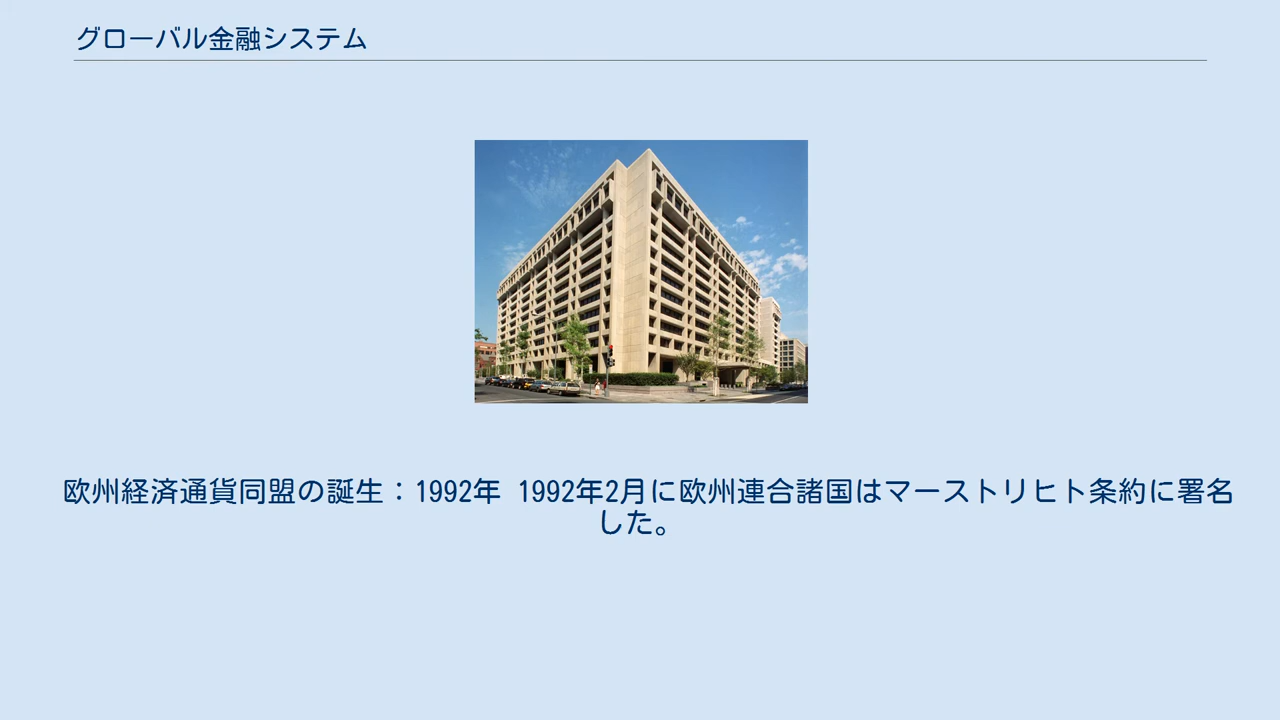 グローバル金融システム
欧州経済通貨同盟の誕生：1992年 1992年2月に欧州連合諸国はマーストリヒト条約に署名
した。